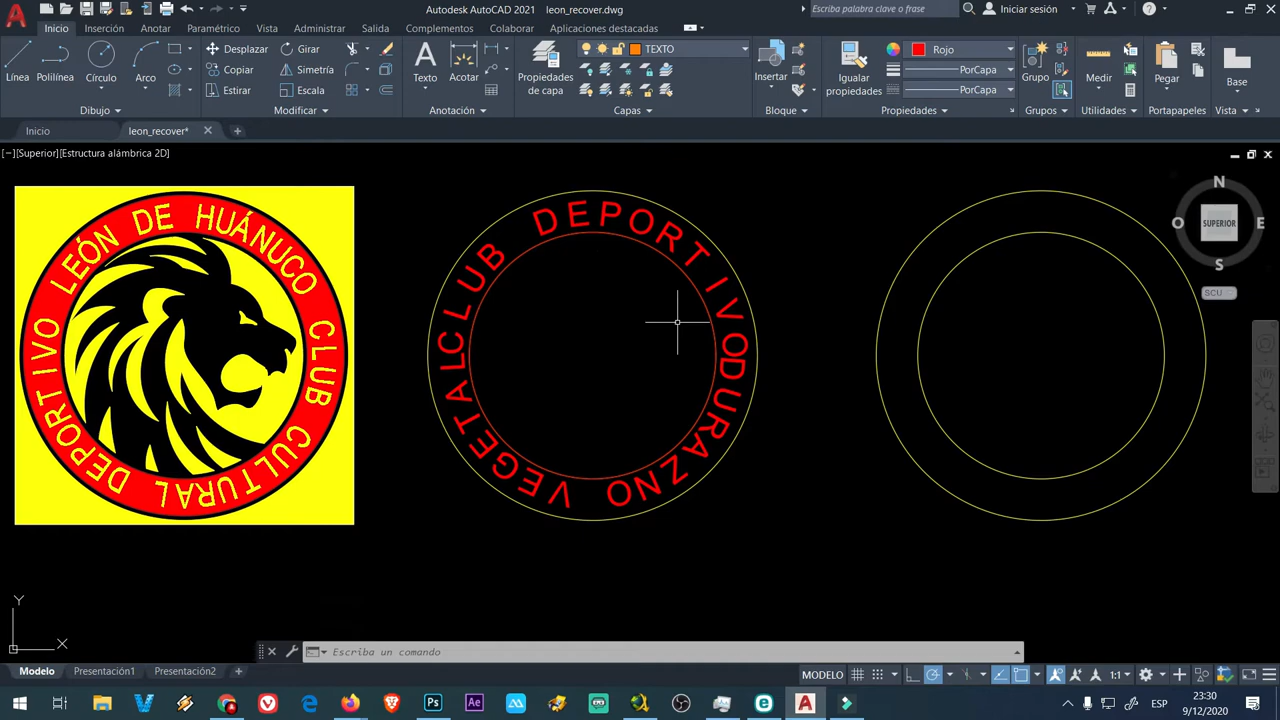 Autodesk AutoCAD 2021 leon_recover.dwg
Escriba palabra clave o frase
Iniciar sesión
Inicio Inserción Anotar Paramétrico Vista Administrar Salida Complementos Colaborar Aplicaciones destacadas
Línea
Polilínea
Círculo
Arco
Dibujo
Desplazar
Girar
Copiar
Simetría
Estirar
Escala
Modificar
Texto
Acotar
Anotación
Propiedades
de capa
TEXTO
Capas
Insertar
Bloque
Igualar
propiedades
Rojo
PorCapa
PorCapa
Propiedades
Grupo
Grupos
Medir
Utilidades
Pegar
Portapapeles
Base
Vista
Inicio leon_recover*
[−][Superior][Estructura alámbrica 2D]
LEÓN DE HUÁNUCO CLUB CULTURAL DEPORTIVO
CLUB DEPORTIVO
DURAZNO VEGETAL
N
O
SUPERIOR
E
S
SCU
Y
X
Escriba un comando
Modelo Presentación1 Presentación2
MODELO
1:1
Ps
Ae
ESP
23:30
9/12/2020